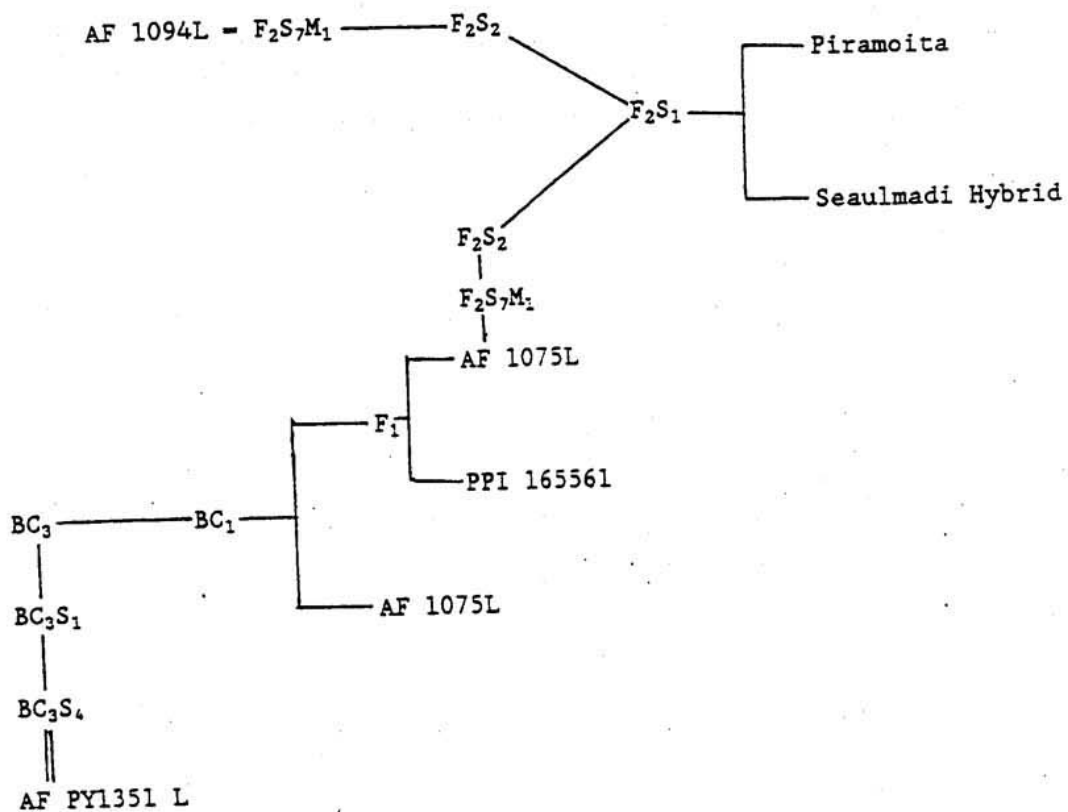 AF 1094L = F₂S₇M₁ F₂S₂
Piramoita
F₂S₁
Seaulmadi Hybrid
F₂S₂
F₂S₇M₁
AF 1075L
F₁
PPI 165561
BC₃ BC₁
AF 1075L
BC₃S₁
BC₃S₄
AF PY1351 L